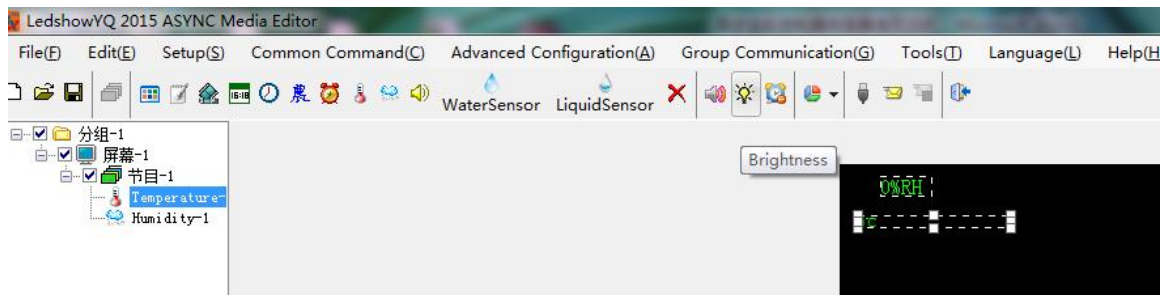 LedshowYQ 2015 ASYNC Media Editor
File(F) Edit(E) Setup(S) Common Command(C) Advanced Configuration(A) Group Communication(G) Tools(T) Language(L) Help(H
WaterSensor LiquidSensor
分组-1
屏幕-1
节目-1
Temperature-
Humidity-1
Brightness
0%RH
℃